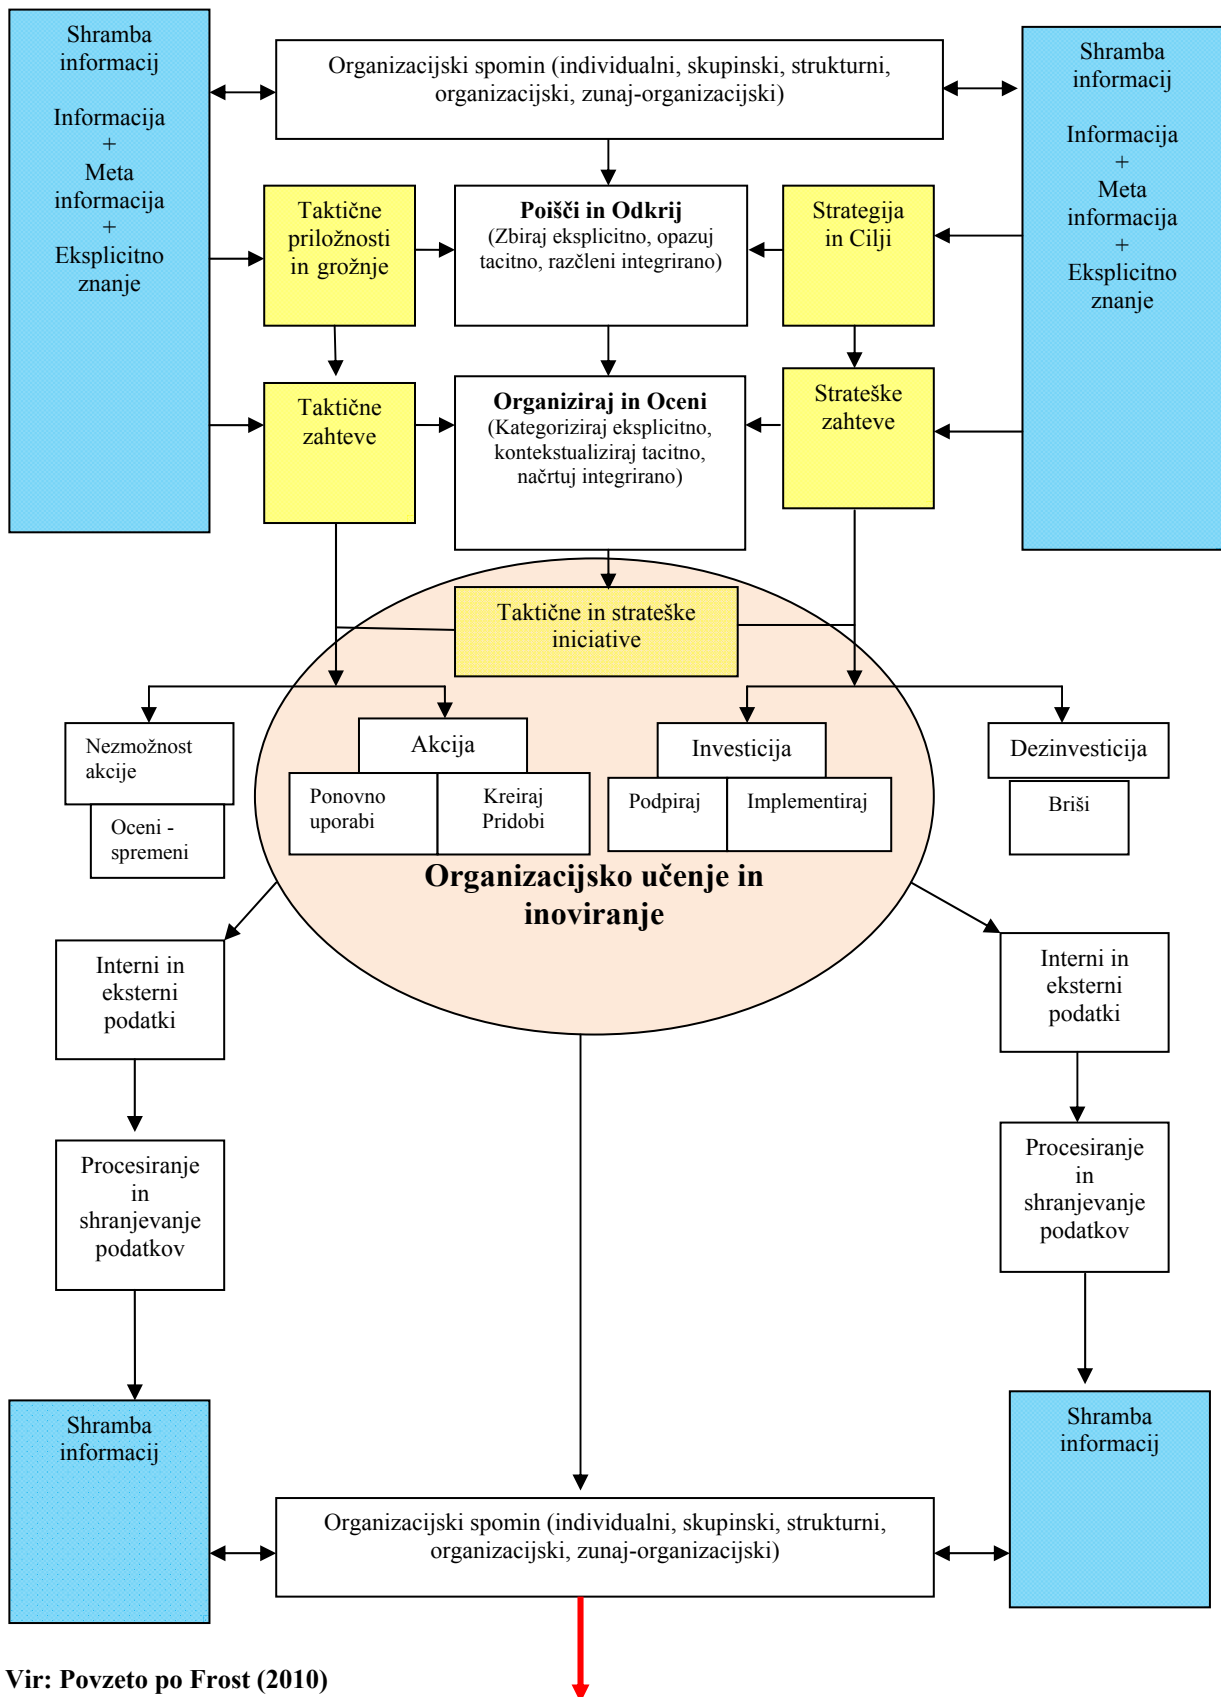 Shramba
informacij
Informacija
+
Meta
informacija
+
Eksplicitno
znanje
Organizacijski spomin (individualni, skupinski, strukturni,
organizacijski, zunaj-organizacijski)
Shramba
informacij
Informacija
+
Meta
informacija
+
Eksplicitno
znanje
Taktične
priložnosti
in grožnje
Poišči in Odkrij
(Zbiraj eksplicitno, opazuj
tacitno, razčleni integrirano)
Strategija
in Cilji
Taktične
zahteve
Organiziraj in Oceni
(Kategoriziraj eksplicitno,
kontekstualiziraj tacitno,
načrtuj integrirano)
Strateške
zahteve
Taktične in strateške
iniciative
Nezmožnost
akcije
Oceni -
spremeni
Akcija
Ponovno
uporabi
Kreiraj
Pridobi
Investicija
Podpiraj
Implementiraj
Dezinvesticija
Briši
Organizacijsko učenje in
inoviranje
Interni in
eksterni
podatki
Interni in
eksterni
podatki
Procesiranje
in
shranjevanje
podatkov
Procesiranje
in
shranjevanje
podatkov
Shramba
informacij
Organizacijski spomin (individualni, skupinski, strukturni,
organizacijski, zunaj-organizacijski)
Shramba
informacij
Vir: Povzeto po Frost (2010)